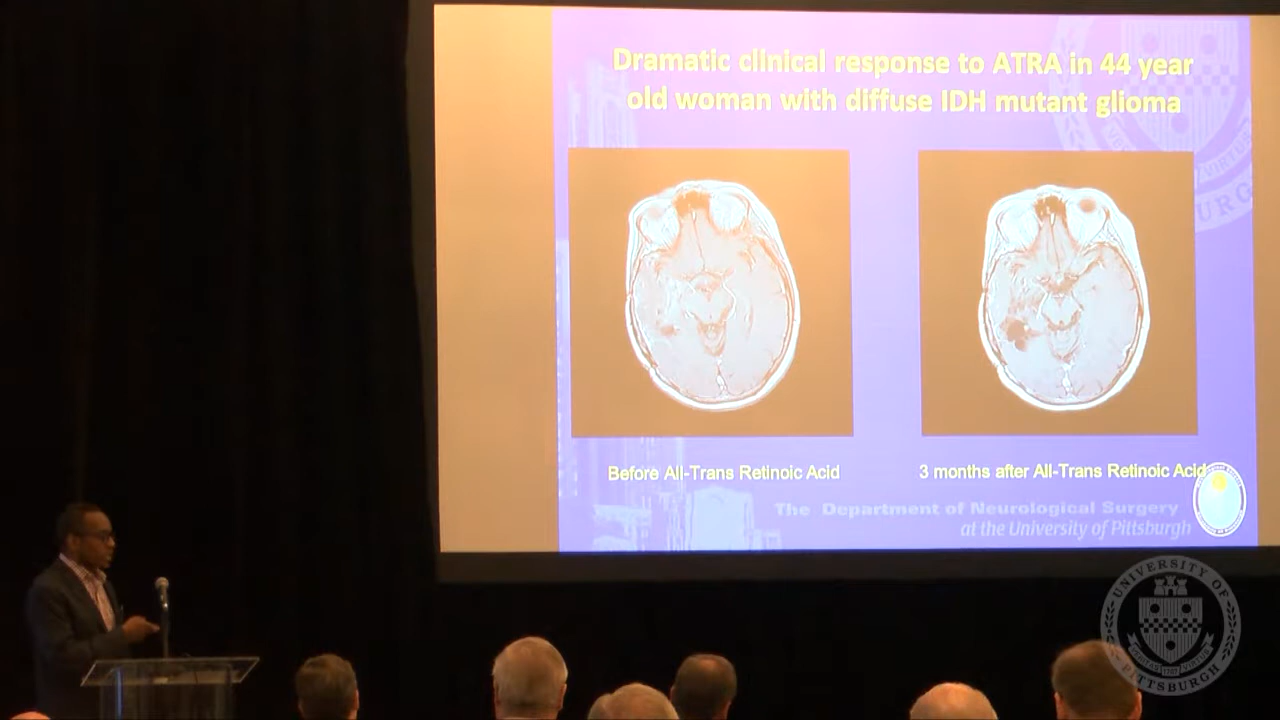 Dramatic clinical response to ATRA in 44 year
old woman with diffuse IDH mutant glioma
Before All-Trans Retinoic Acid
3 months after All-Trans Retinoic Acid
The Department of Neurological Surgery
at the University of Pittsburgh
UNIVERSITY OF PITTSBURGH